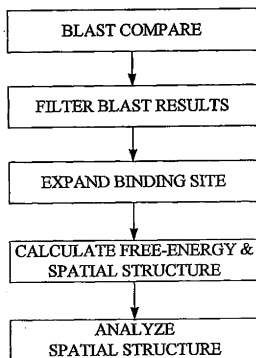 BLAST COMPARE
FILTER BLAST RESULTS
EXPAND BINDING SITE
CALCULATE FREE-ENERGY &
SPATIAL STRUCTURE
ANALYZE
SPATIAL STRUCTURE